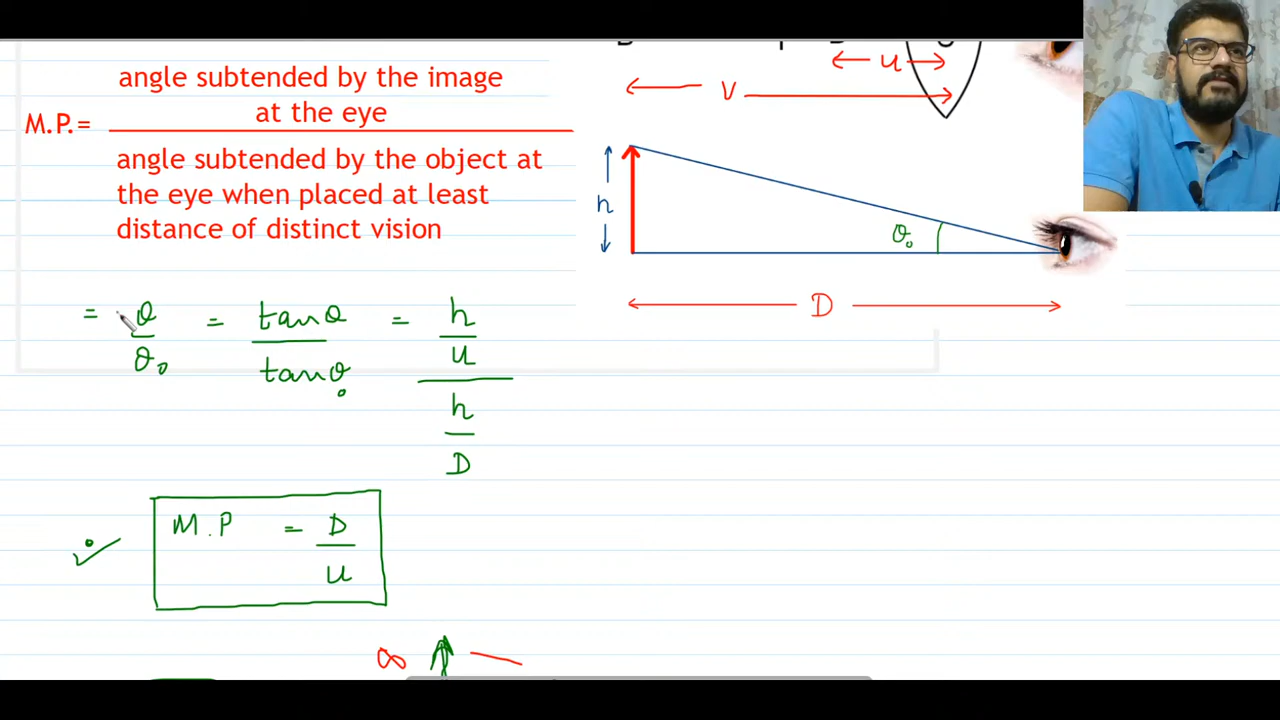 angle subtended by the image
at the eye
M.P.=
angle subtended by the object at
the eye when placed at least
distance of distinct vision
u
v
h
θ₀
D
= θ/θ₀ = tanθ/tanθ₀ = h/u / h/D
M.P = D/u
∞